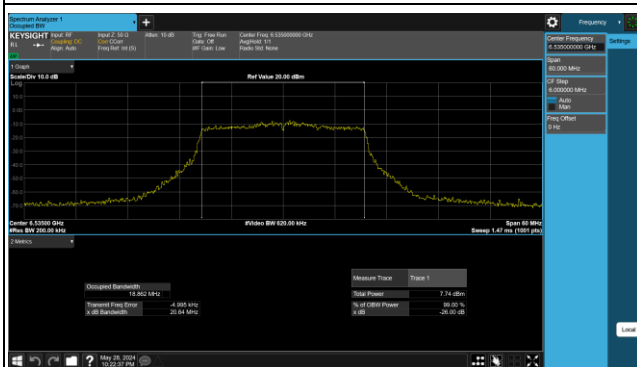 Spectrum Analyzer 1
Occupied BW
Frequency
KEYSIGHT
Input: RF
Input Z: 50 Ω
Atten: 10 dB
Trig: Free Run
Center Freq: 6.535000000 GHz
Coupling: DC
Corr CCorr
Gate: Off
Avg|Hold: 1/1
Align: Auto
Freq Ref: Int (S)
#IF Gain: Low
Radio Std: None
Center Frequency
6.535000000 GHz
Settings
Span
60.000 MHz
CF Step
6.000000 MHz
Auto
Man
Freq Offset
0 Hz
1 Graph
Scale/Div 10.0 dB
Ref Value 20.00 dBm
Log
10.0
0.00
Center 6.53500 GHz
#Video BW 620.00 kHz
Span 60 MHz
#Res BW 200.00 kHz
Sweep 1.47 ms (1001 pts)
2 Metrics
Measure Trace
Trace 1
Occupied Bandwidth
18.862 MHz
Total Power
7.74 dBm
Transmit Freq Error
-4.995 kHz
% of OBW Power
99.00 %
x dB Bandwidth
20.64 MHz
x dB
-26.00 dB
Local
May 28, 2024
10:22:37 PM